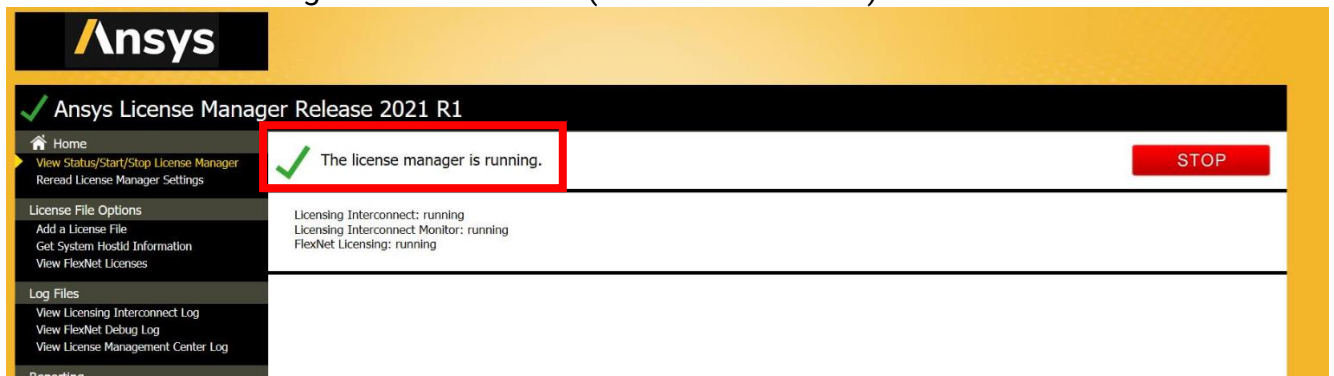 Ansys
Ansys License Manager Release 2021 R1
Home
View Status/Start/Stop License Manager
Reread License Manager Settings
License File Options
Add a License File
Get System Hostid Information
View FlexNet Licenses
Log Files
View Licensing Interconnect Log
View FlexNet Debug Log
View License Management Center Log
Reporting
The license manager is running.
STOP
Licensing Interconnect: running
Licensing Interconnect Monitor: running
FlexNet Licensing: running